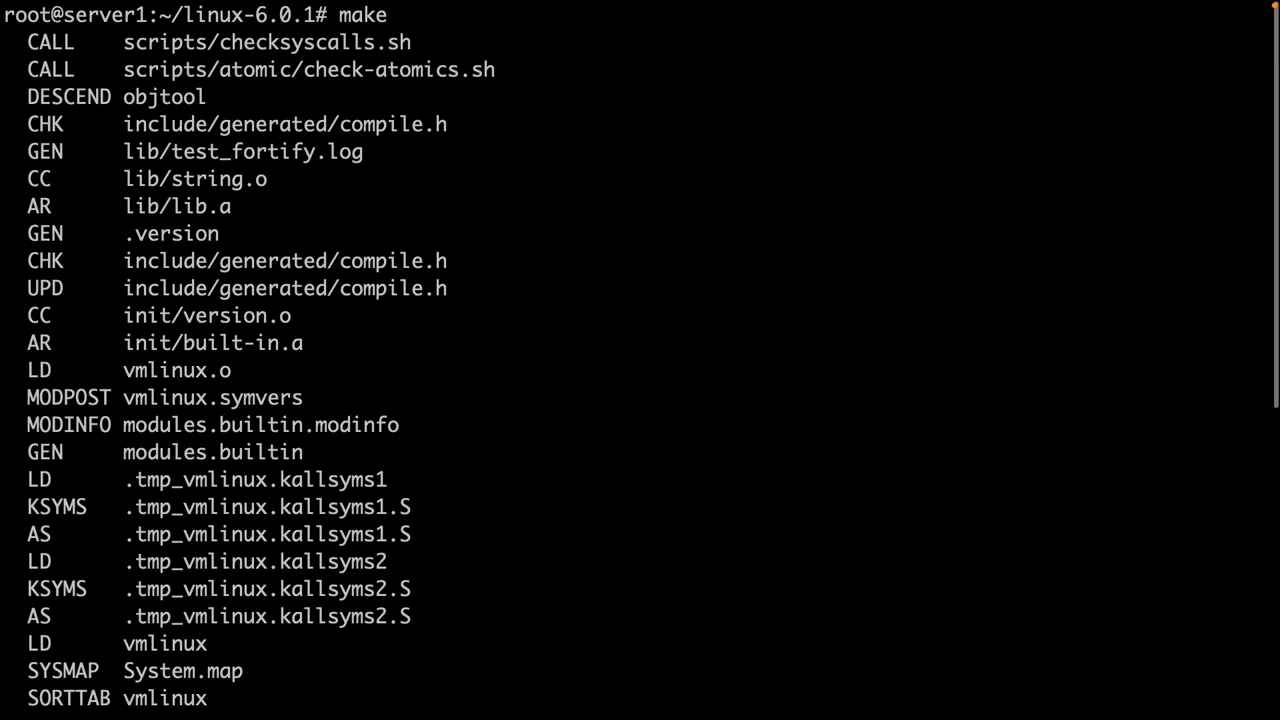 root@server1:~/linux-6.0.1# make
CALL scripts/checksyscalls.sh
CALL scripts/atomic/check-atomics.sh
DESCEND objtool
CHK include/generated/compile.h
GEN lib/test_fortify.log
CC lib/string.o
AR lib/lib.a
GEN .version
CHK include/generated/compile.h
UPD include/generated/compile.h
CC init/version.o
AR init/built-in.a
LD vmlinux.o
MODPOST vmlinux.symvers
MODINFO modules.builtin.modinfo
GEN modules.builtin
LD .tmp_vmlinux.kallsyms1
KSYMS .tmp_vmlinux.kallsyms1.S
AS .tmp_vmlinux.kallsyms1.S
LD .tmp_vmlinux.kallsyms2
KSYMS .tmp_vmlinux.kallsyms2.S
AS .tmp_vmlinux.kallsyms2.S
LD vmlinux
SYSMAP System.map
SORTTAB vmlinux